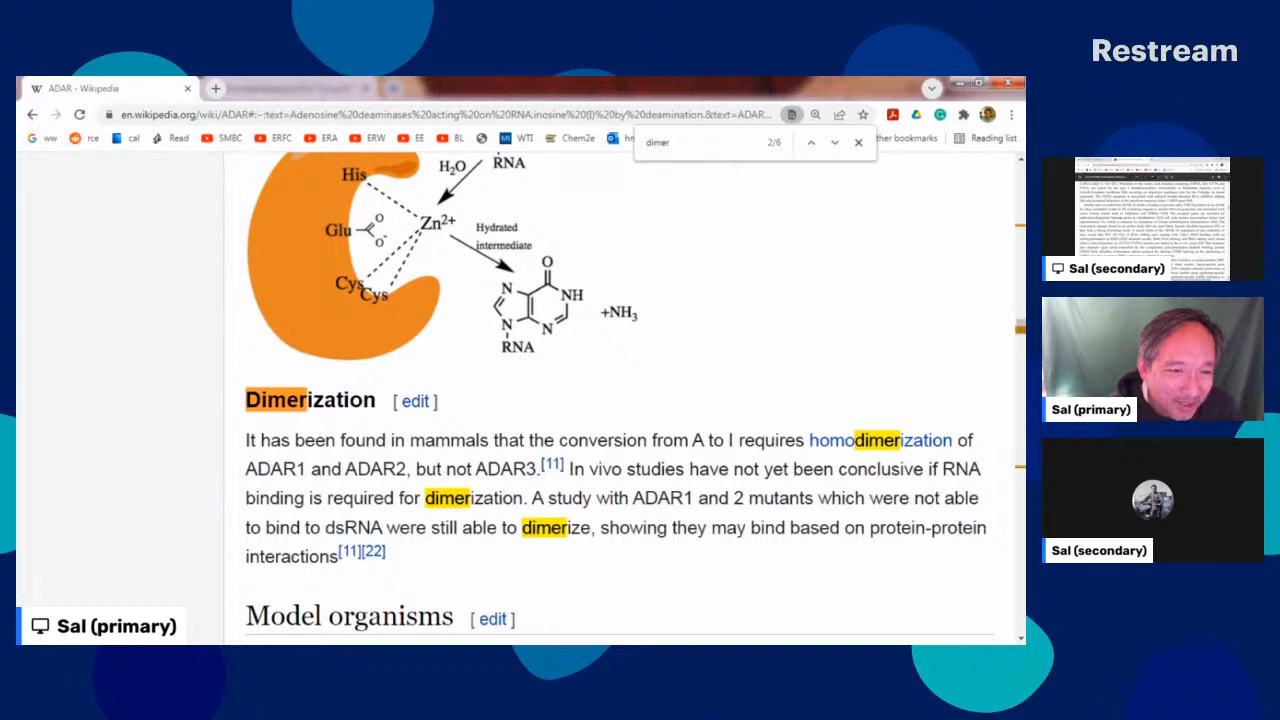 Restream
W ADAR - Wikipedia
en.wikipedia.org/wiki/ADAR#:~:text=Adenosine%20deaminases%20acting%20on%20RNA,inosine%20(I)%20by%20deamination.&text=ADAR...
ww rce cal Read SMBC ERFC ERA ERW EE BL WTI Chem2e
ther bookmarks Reading list
dimer 2/6
His
H2O
RNA
Glu
O
O
Zn2+
Hydrated
intermediate
Cys
Cys
O
N
NH
N
N
+NH3
RNA
Dimerization [ edit ]
It has been found in mammals that the conversion from A to I requires homodimerization of
ADAR1 and ADAR2, but not ADAR3.[11] In vivo studies have not yet been conclusive if RNA
binding is required for dimerization. A study with ADAR1 and 2 mutants which were not able
to bind to dsRNA were still able to dimerize, showing they may bind based on protein-protein
interactions[11][22]
Model organisms [ edit ]
Sal (primary)
Sal (secondary)
Sal (primary)
Sal (secondary)